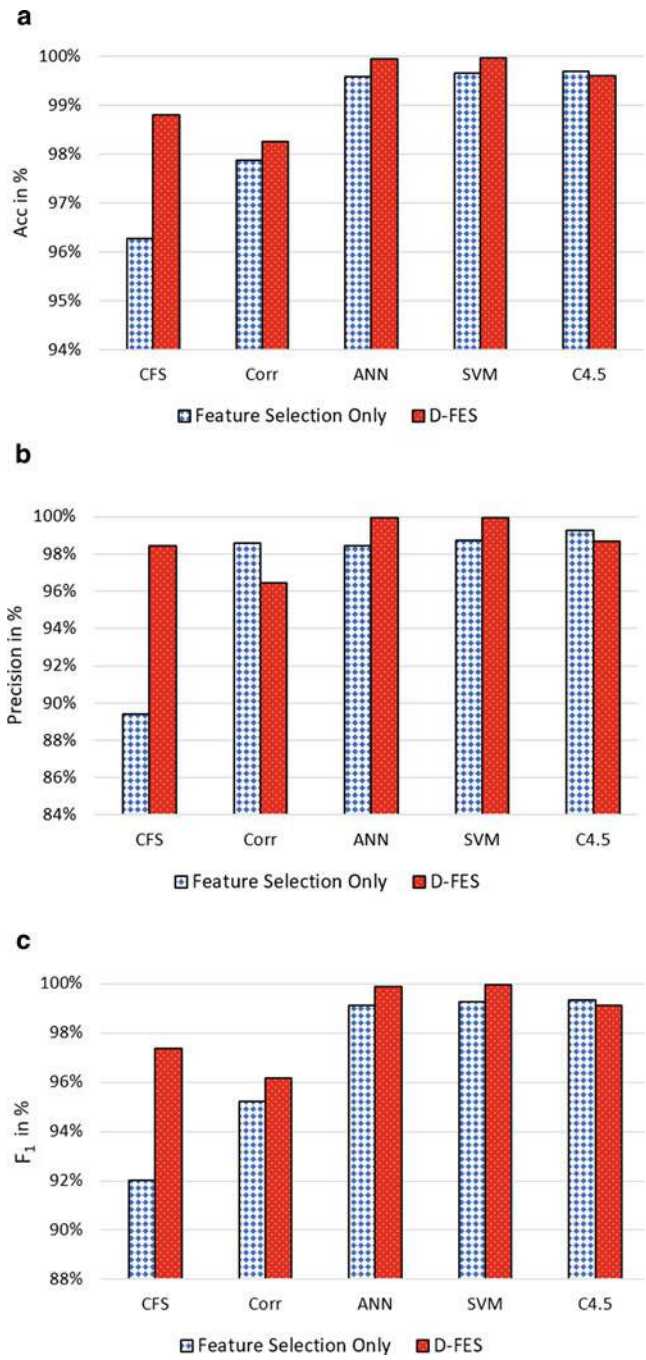 a
100%
99%
98%
97%
96%
95%
94%
Acc in %
CFS Corr ANN SVM C4.5
Feature Selection Only D-FES
b
100%
98%
96%
94%
92%
90%
88%
86%
84%
Precision in %
CFS Corr ANN SVM C4.5
Feature Selection Only D-FES
c
100%
98%
96%
94%
92%
90%
88%
F₁ in %
CFS Corr ANN SVM C4.5
Feature Selection Only D-FES